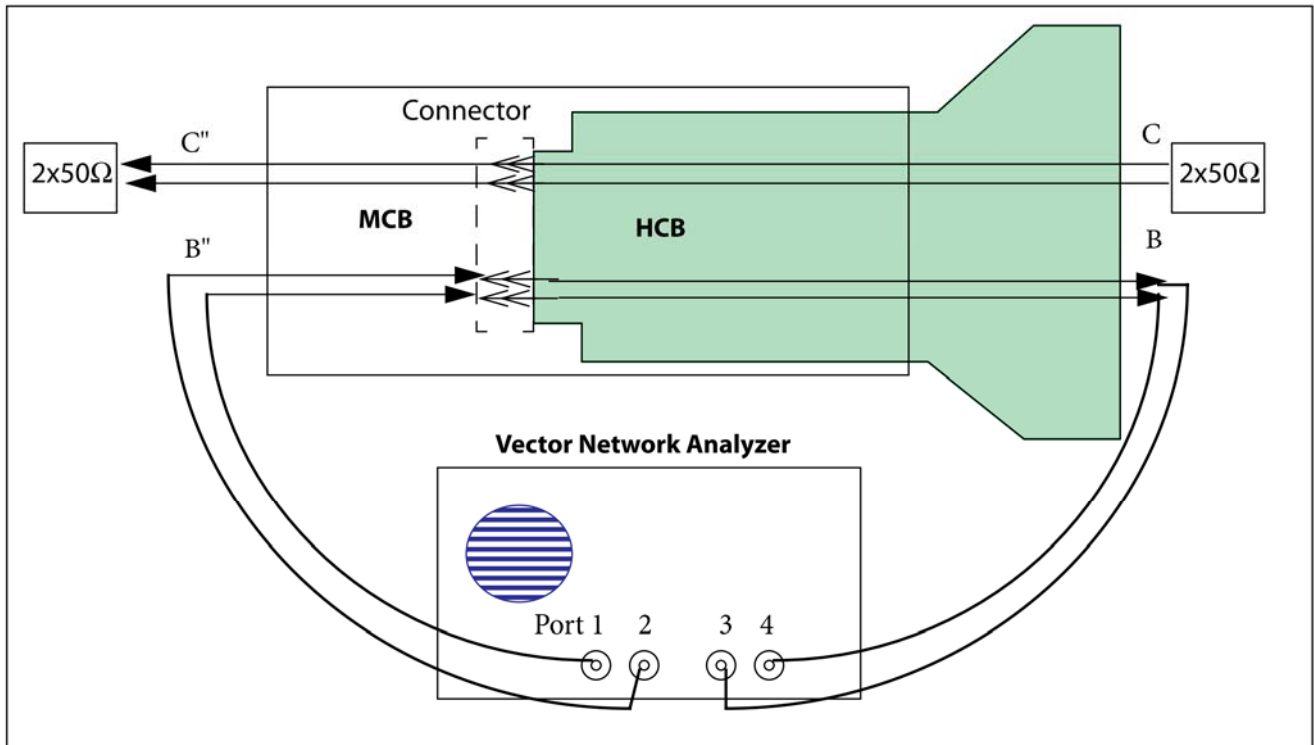 Connector
C"
C
2x50Ω
2x50Ω
MCB
HCB
B"
B
Vector Network Analyzer
Port 1 2 3 4